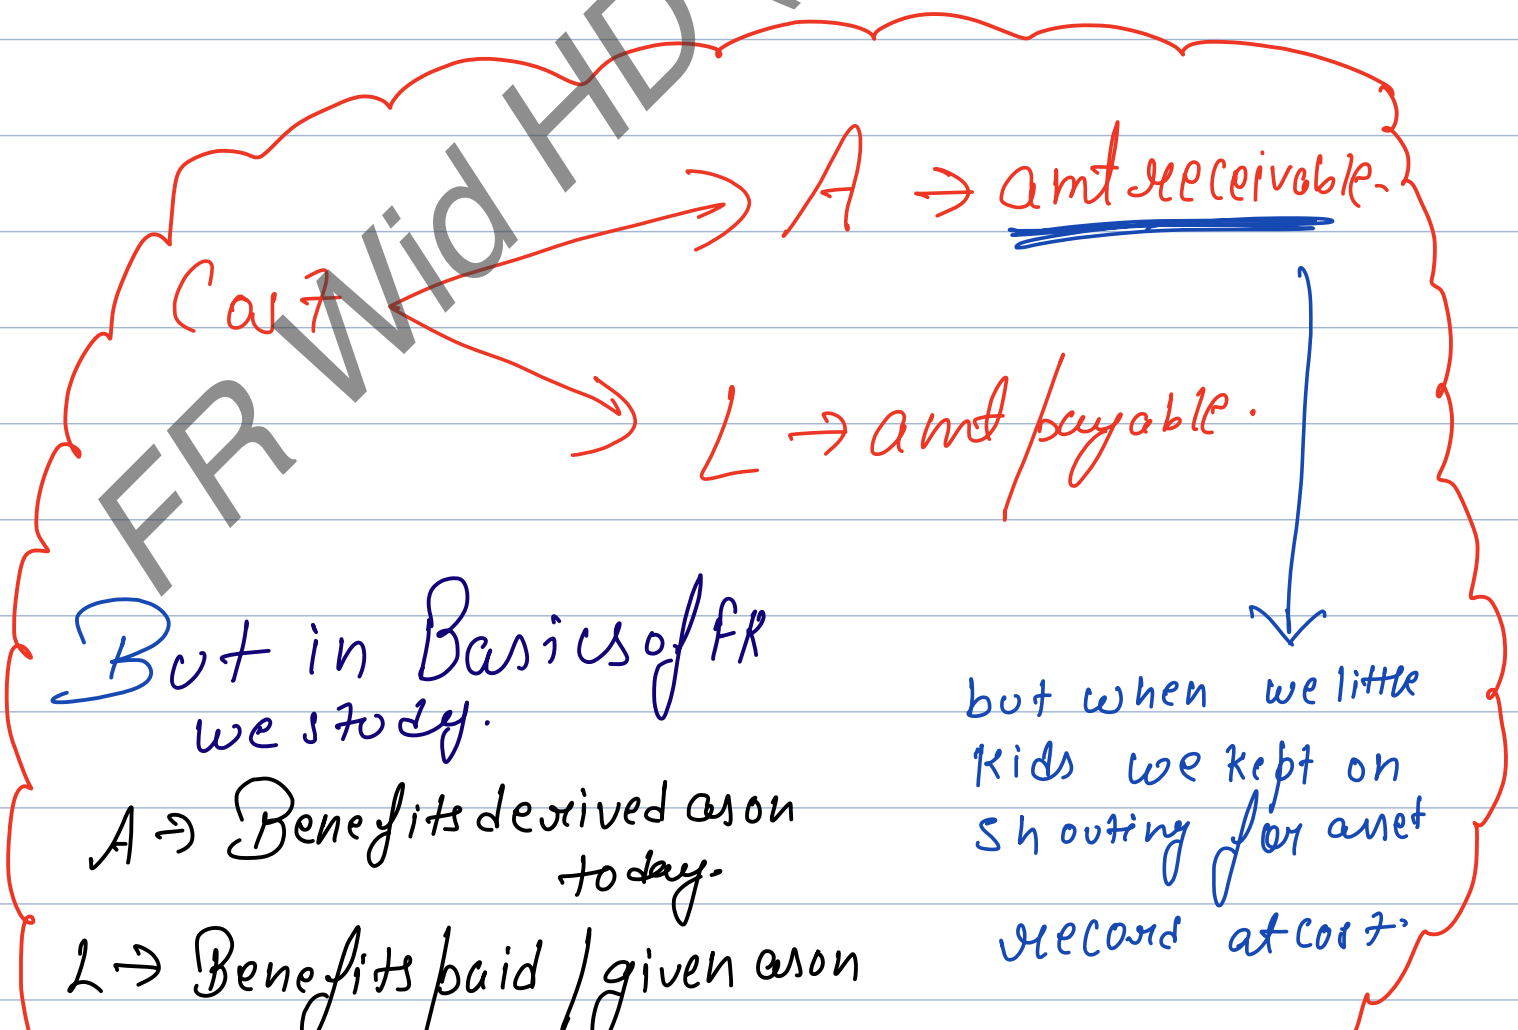 FR Wid HD
A → amt receivable.
Cost
L → amt payable.
But in Basics of FR
we study.
but when we little
kids we kept on
shouting for asset
record at cost.
A → Benefits derived as on
today.
L → Benefits paid / given as on